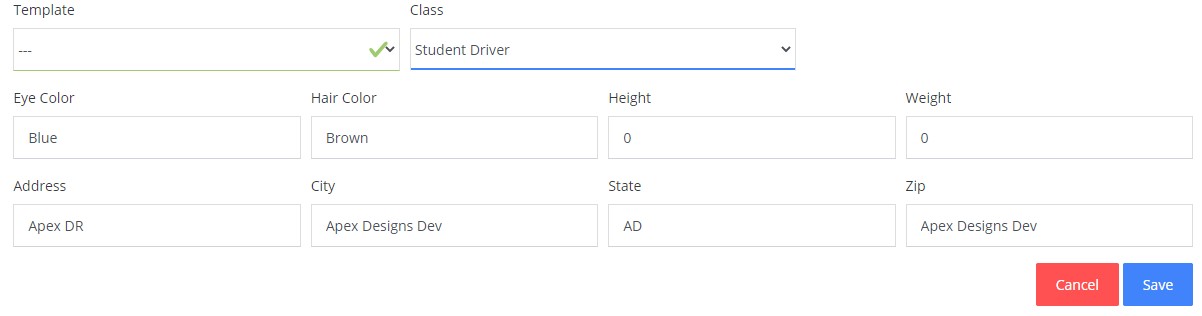 Template Class
--- Student Driver
Eye Color Hair Color Height Weight
Blue Brown 0 0
Address City State Zip
Apex DR Apex Designs Dev AD Apex Designs Dev
Cancel Save